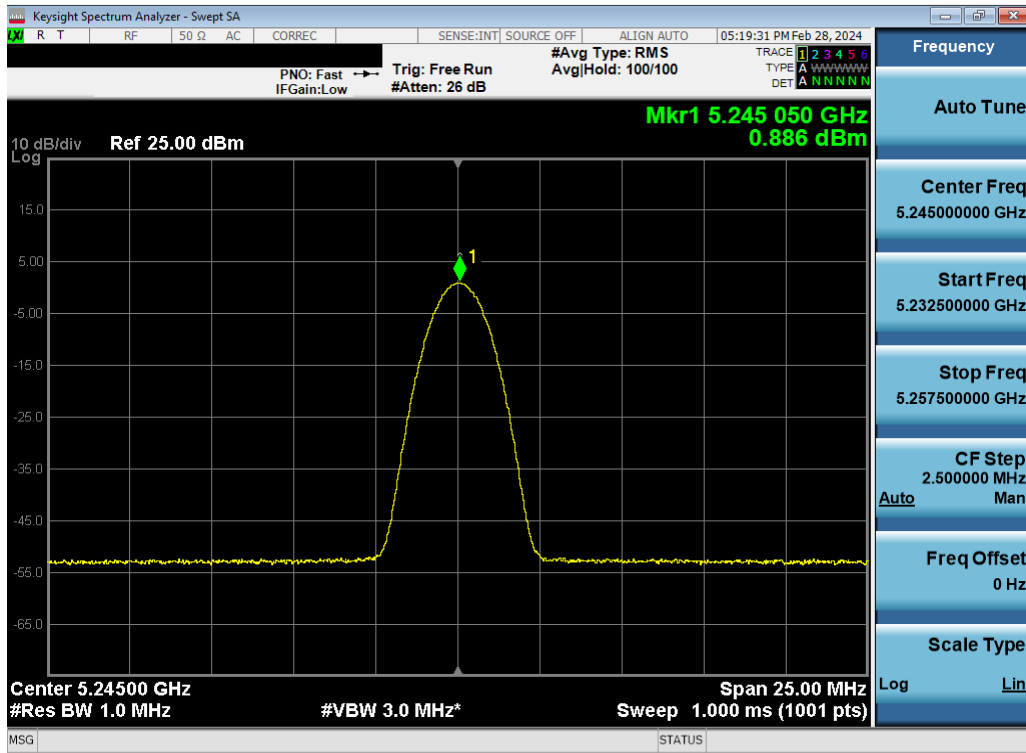 Keysight Spectrum Analyzer - Swept SA
LXI R T RF 50 Ω AC CORREC SENSE:INT SOURCE OFF ALIGN AUTO 05:19:31 PM Feb 28, 2024
PNO: Fast
IFGain:Low
Trig: Free Run
#Atten: 26 dB
#Avg Type: RMS
Avg|Hold: 100/100
TRACE 1 2 3 4 5 6
TYPE A WWWWW
DET A N N N N N
Mkr1 5.245 050 GHz
0.886 dBm
10 dB/div
Log
Ref 25.00 dBm
15.0
5.00
-5.00
-15.0
-25.0
-35.0
-45.0
-55.0
-65.0
1
Center 5.24500 GHz
Span 25.00 MHz
#Res BW 1.0 MHz
#VBW 3.0 MHz*
Sweep 1.000 ms (1001 pts)
MSG
STATUS
Frequency
Auto Tune
Center Freq
5.245000000 GHz
Start Freq
5.232500000 GHz
Stop Freq
5.257500000 GHz
CF Step
2.500000 MHz
Auto Man
Freq Offset
0 Hz
Scale Type
Log Lin